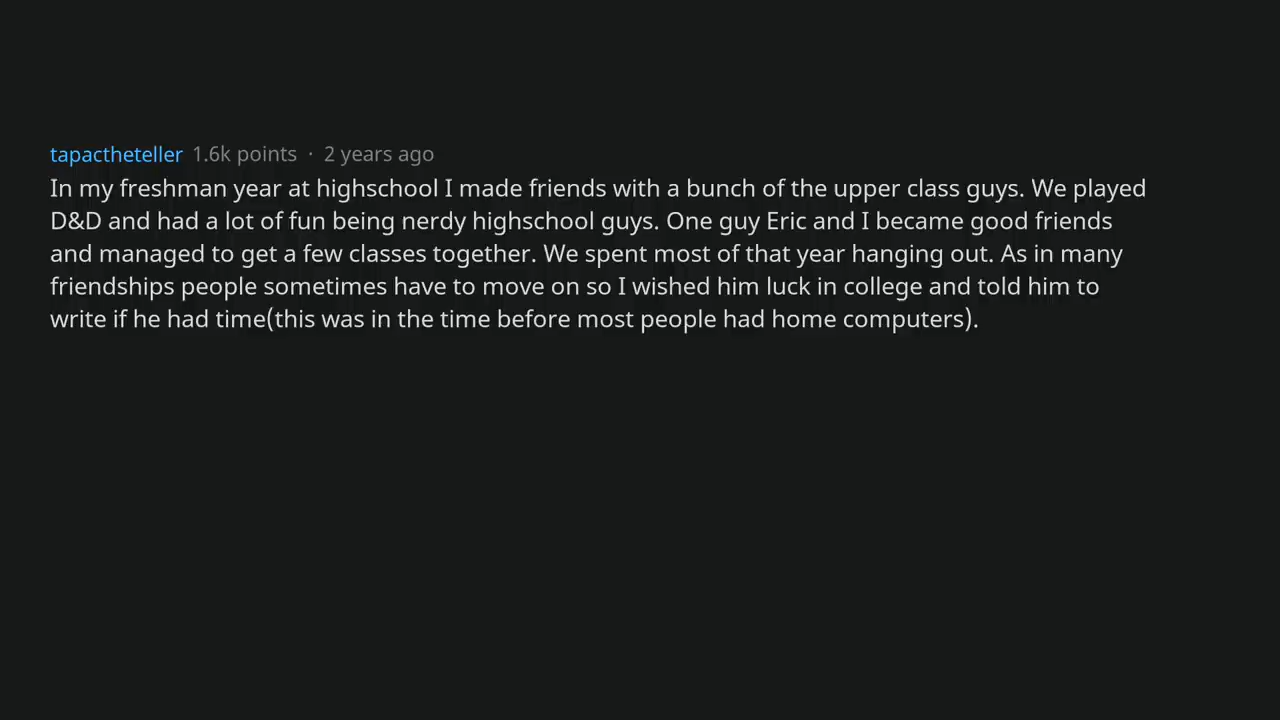 tapactheteller 1.6k points · 2 years ago
In my freshman year at highschool I made friends with a bunch of the upper class guys. We played
D&D and had a lot of fun being nerdy highschool guys. One guy Eric and I became good friends
and managed to get a few classes together. We spent most of that year hanging out. As in many
friendships people sometimes have to move on so I wished him luck in college and told him to
write if he had time(this was in the time before most people had home computers).